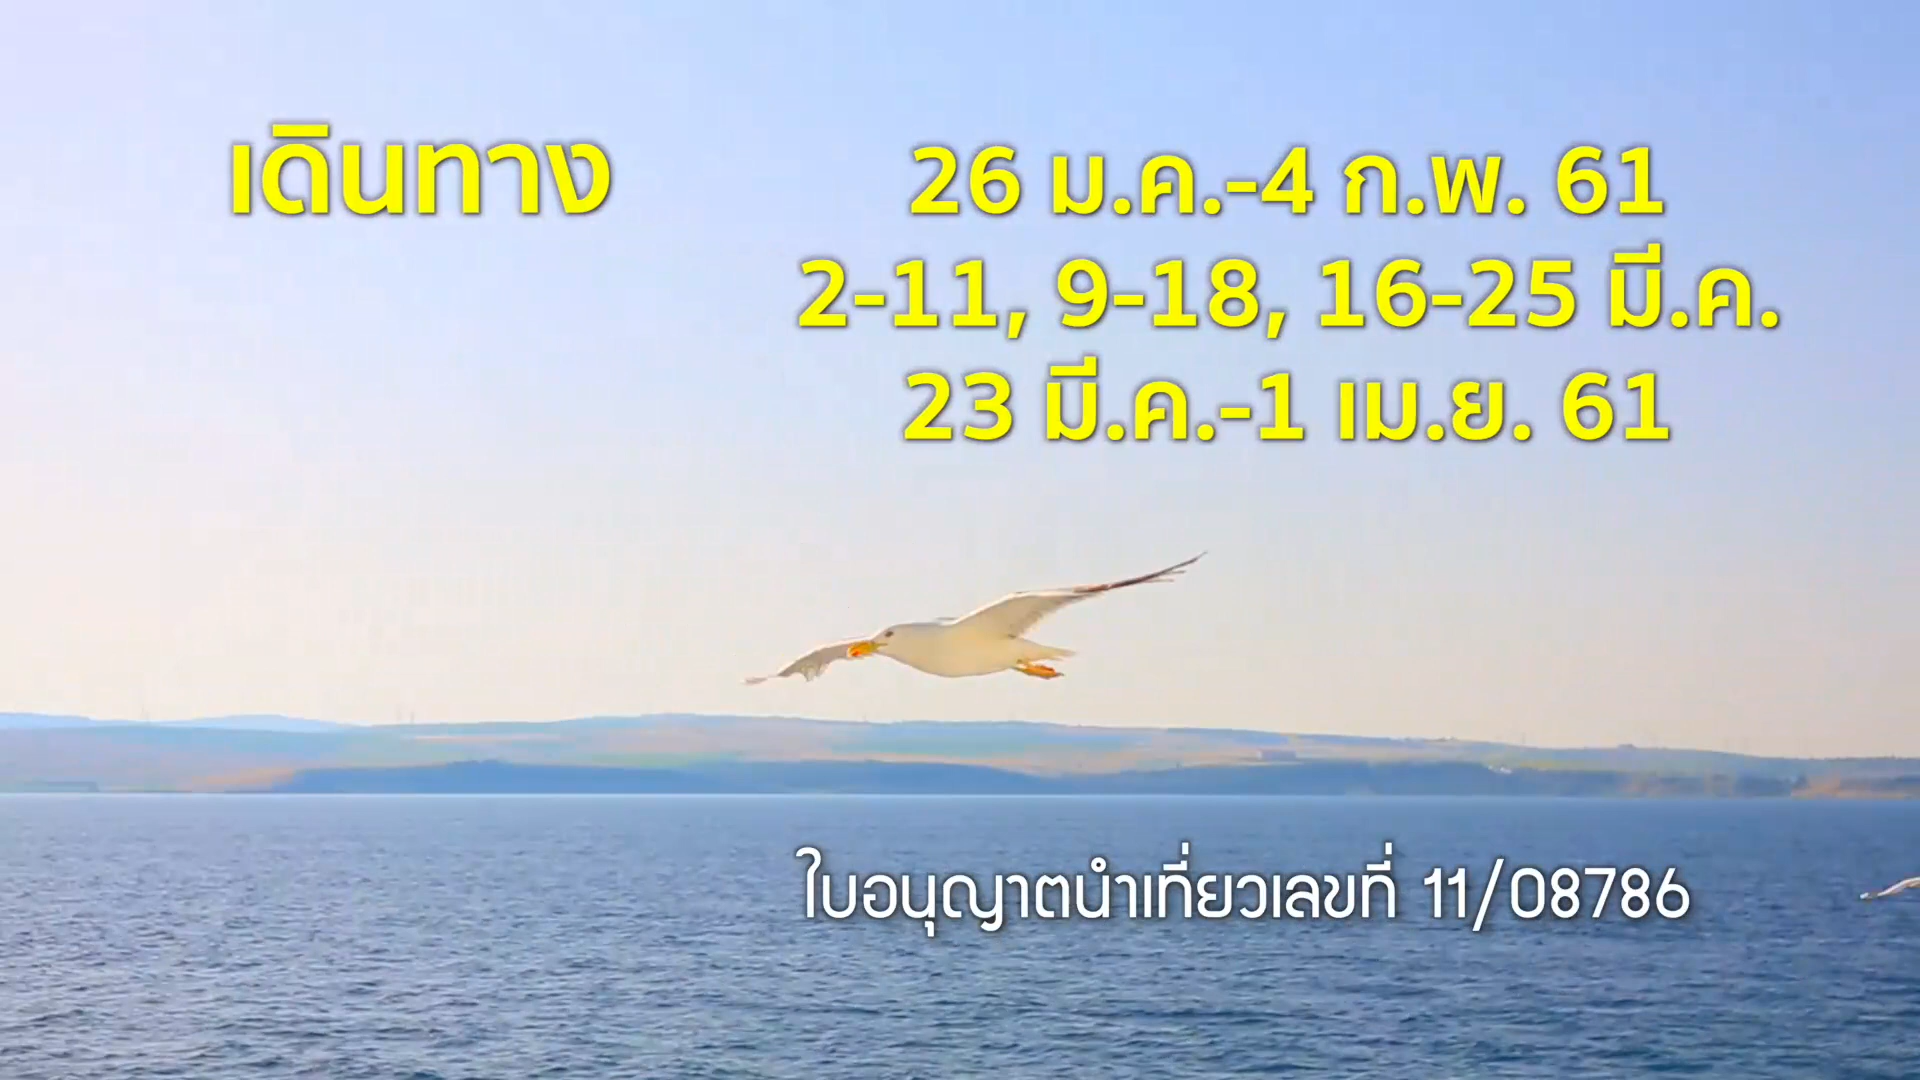 เดินทาง
26 ม.ค.-4 ก.พ. 61
2-11, 9-18, 16-25 มี.ค.
23 มี.ค.-1 เม.ย. 61
ใบอนุญาตนำเที่ยวเลขที่ 11/08786